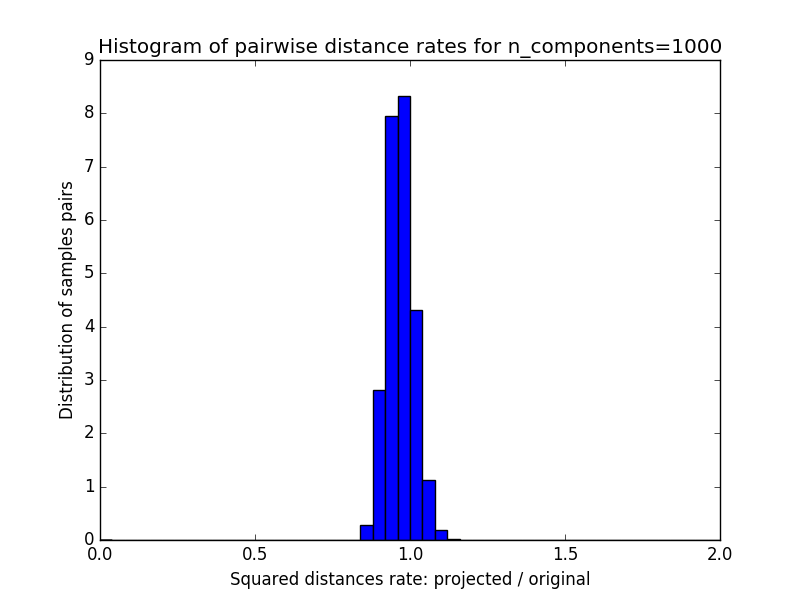 Histogram of pairwise distance rates for n_components=1000
9
8
7
6
5
4
3
2
1
0
Distribution of samples pairs
0.0 0.5 1.0 1.5 2.0
Squared distances rate: projected / original